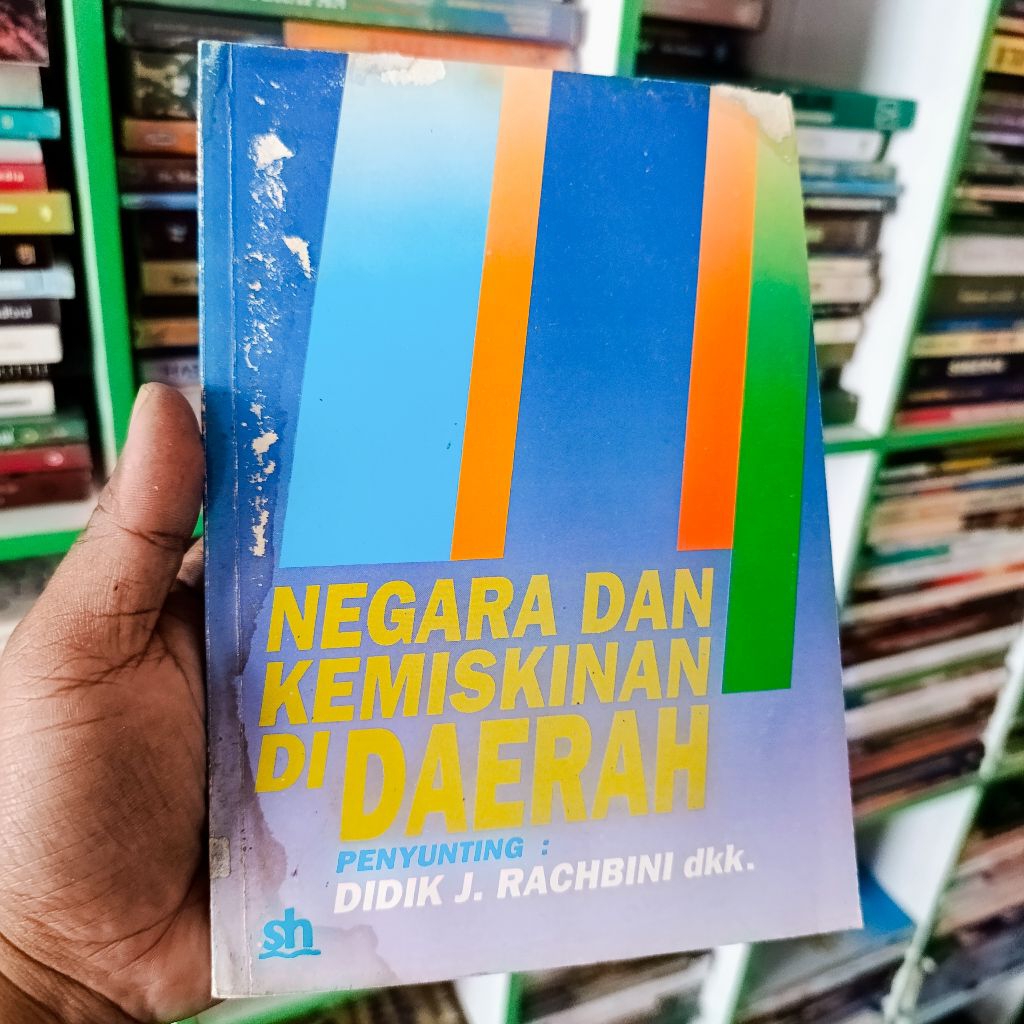 NEGARA DAN
KEMISKINAN
DI DAERAH
PENYUNTING :
DIDIK J. RACHBINI dkk.
sh